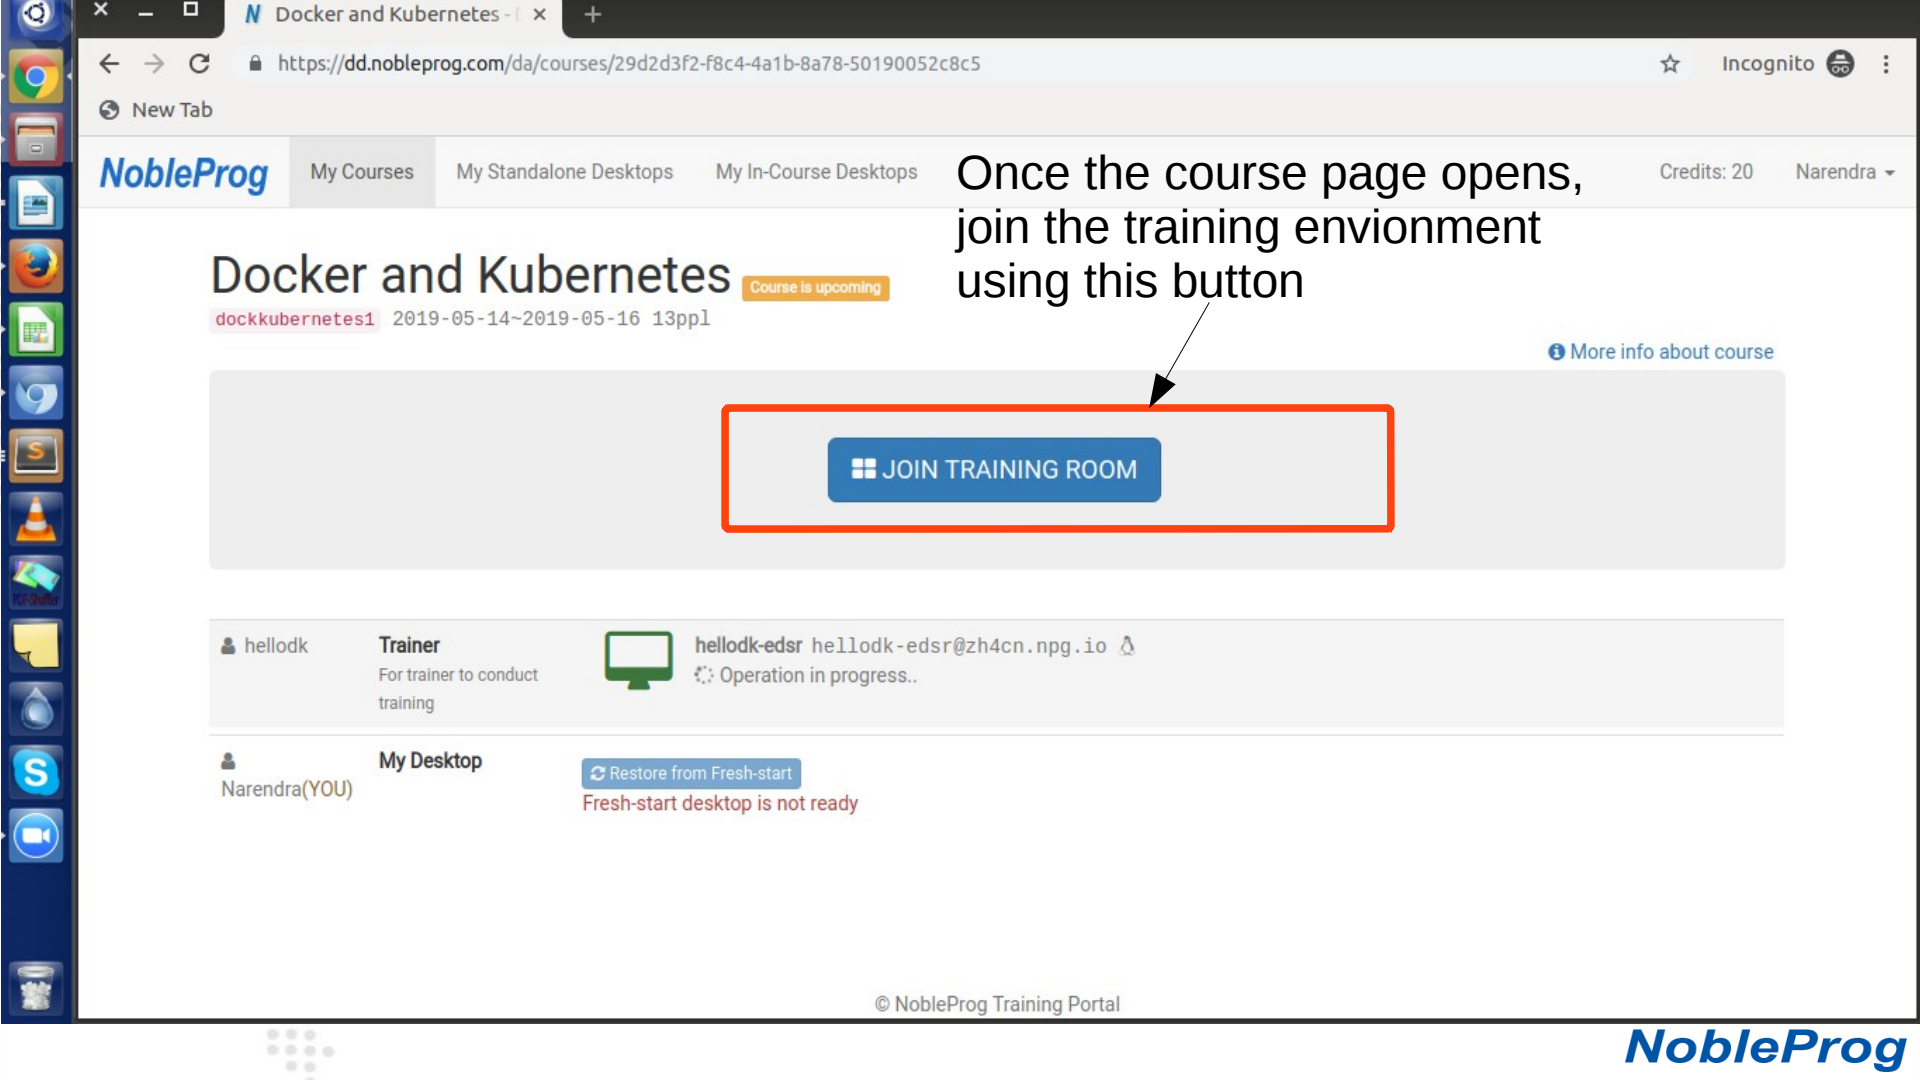 Docker and Kubernetes - D
https://dd.nobleprog.com/da/courses/29d2d3f2-f8c4-4a1b-8a78-50190052c8c5
Incognito
New Tab
NobleProg
My Courses
My Standalone Desktops
My In-Course Desktops
Credits: 20
Narendra
Once the course page opens,
join the training envionment
using this button
Docker and Kubernetes
Course is upcoming
dockkubernetes1 2019-05-14~2019-05-16 13ppl
More info about course
JOIN TRAINING ROOM
hellodk
Trainer
For trainer to conduct
training
hellodk-edsr hellodk-edsr@zh4cn.npg.io
Operation in progress..
Narendra(YOU)
My Desktop
Restore from Fresh-start
Fresh-start desktop is not ready
© NobleProg Training Portal
NobleProg